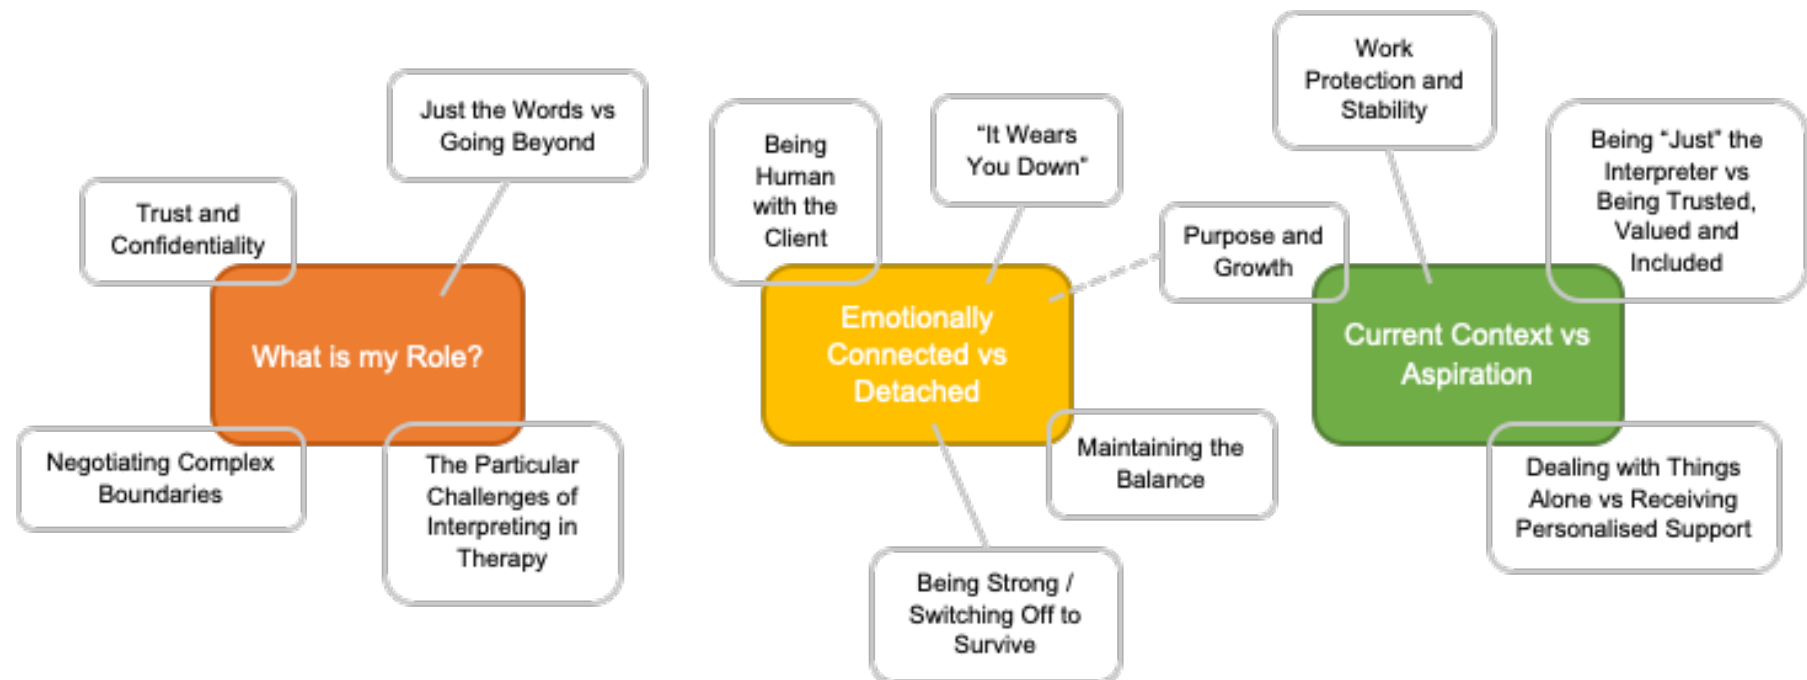 Just the Words vs
Going Beyond
Trust and
Confidentiality
What is my Role?
Negotiating Complex
Boundaries
The Particular
Challenges of
Interpreting in
Therapy
Being
Human
with the
Client
“It Wears
You Down”
Purpose and
Growth
Emotionally
Connected vs
Detached
Maintaining the
Balance
Being Strong /
Switching Off to
Survive
Work
Protection and
Stability
Being “Just” the
Interpreter vs
Being Trusted,
Valued and
Included
Current Context vs
Aspiration
Dealing with Things
Alone vs Receiving
Personalised Support